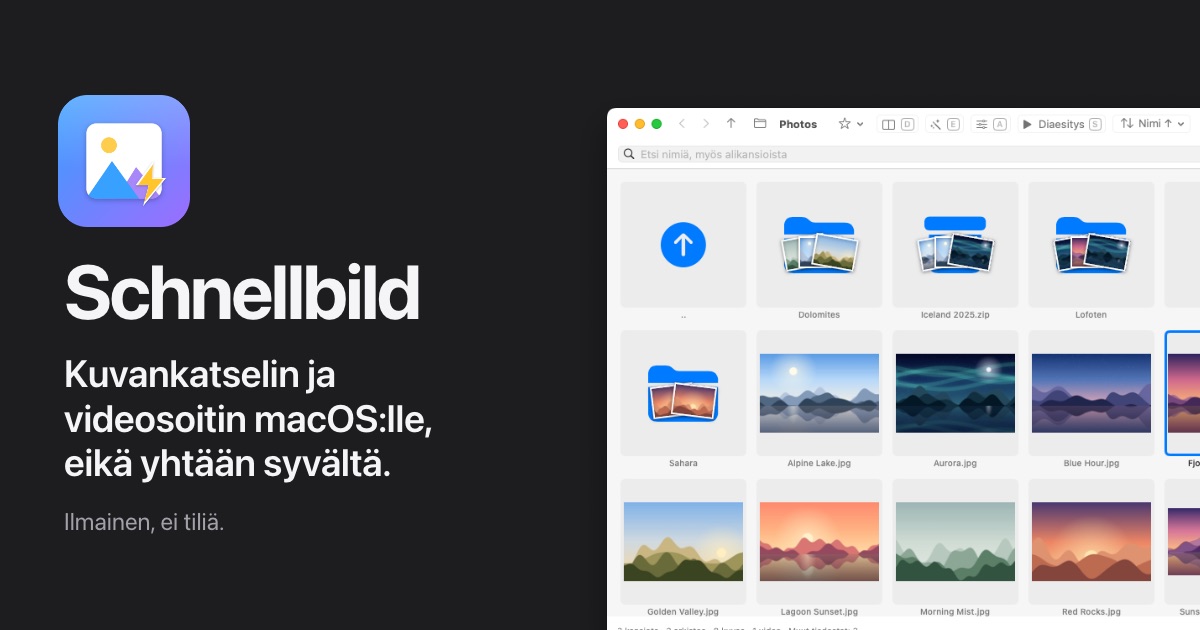 Schnellbild
Kuvankatselin ja
videosoitin macOS:lle,
eikä yhtään syvältä.
Ilmainen, ei tiliä.
Photos
D
E
A
Diaesitys S
Nimi
Etsi nimiä, myös alikansioista
..
Dolomites
Iceland 2025.zip
Lofoten
Sahara
Alpine Lake.jpg
Aurora.jpg
Blue Hour.jpg
Fjo
Golden Valley.jpg
Lagoon Sunset.jpg
Morning Mist.jpg
Red Rocks.jpg
Suns